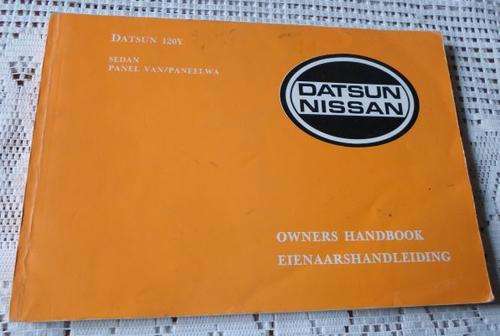 DATSUN 120Y
SEDAN
PANEL VAN/PANEELWA
DATSUN
NISSAN
OWNERS HANDBOOK
EIENAARSHANDLEIDING